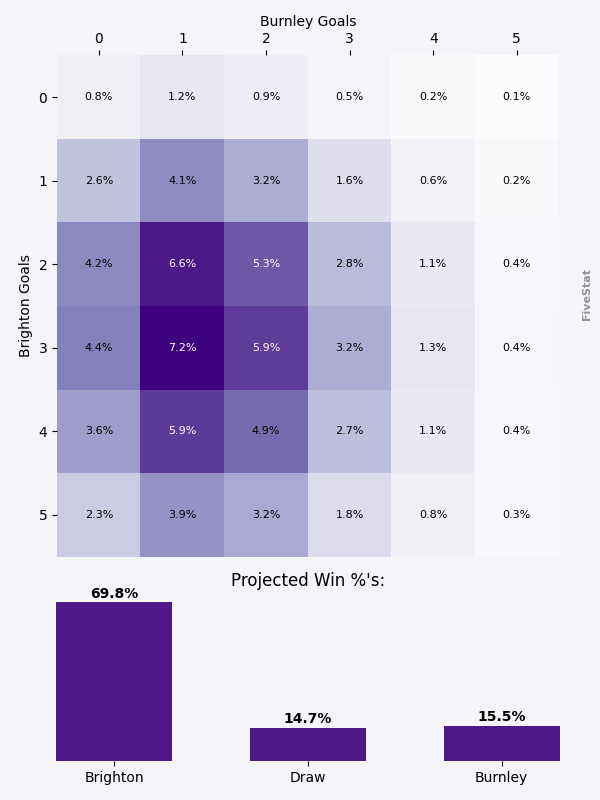 Burnley Goals
0 1 2 3 4 5
0 0.8% 1.2% 0.9% 0.5% 0.2% 0.1%
1 2.6% 4.1% 3.2% 1.6% 0.6% 0.2%
2 4.2% 6.6% 5.3% 2.8% 1.1% 0.4%
3 4.4% 7.2% 5.9% 3.2% 1.3% 0.4%
4 3.6% 5.9% 4.9% 2.7% 1.1% 0.4%
5 2.3% 3.9% 3.2% 1.8% 0.8% 0.3%
Brighton Goals
FiveStat
Projected Win %'s:
69.8% 14.7% 15.5%
Brighton Draw Burnley